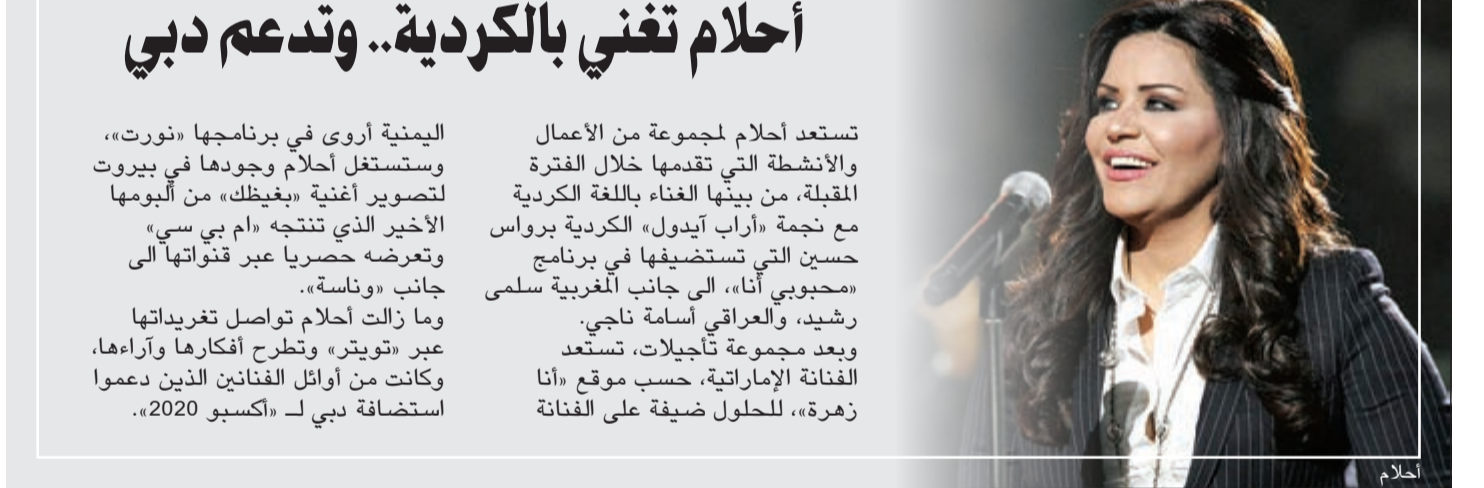 أحلام تغني بالكردية.. وتدعم دبي
تستعد أحلام لمجموعة من الأعمال
والأنشطة التي تقدمها خلال الفترة
المقبلة، من بينها الغناء باللغة الكردية
مع نجمة «أراب آيدول» الكردية برواس
حسين التي تستضيفها في برنامج
«محبوبي أنا»، الى جانب المغربية سلمى
رشيد، والعراقي أسامة ناجي.
وبعد مجموعة تأجيلات، تستعد
الفنانة الإماراتية، حسب موقع «أنا
زهرة»، للحلول ضيفة على الفنانة
اليمنية أروى في برنامجها «نورت»،
وستستغل أحلام وجودها في بيروت
لتصوير أغنية «بغيظك» من ألبومها
الأخير الذي تنتجه «ام بي سي»
وتعرضه حصريا عبر قنواتها الى
جانب «وناسة».
وما زالت أحلام تواصل تغريداتها
عبر «تويتر» وتطرح أفكارها وآراءها،
وكانت من أوائل الفنانين الذين دعموا
استضافة دبي لــ «أكسبو 2020».
أحلام